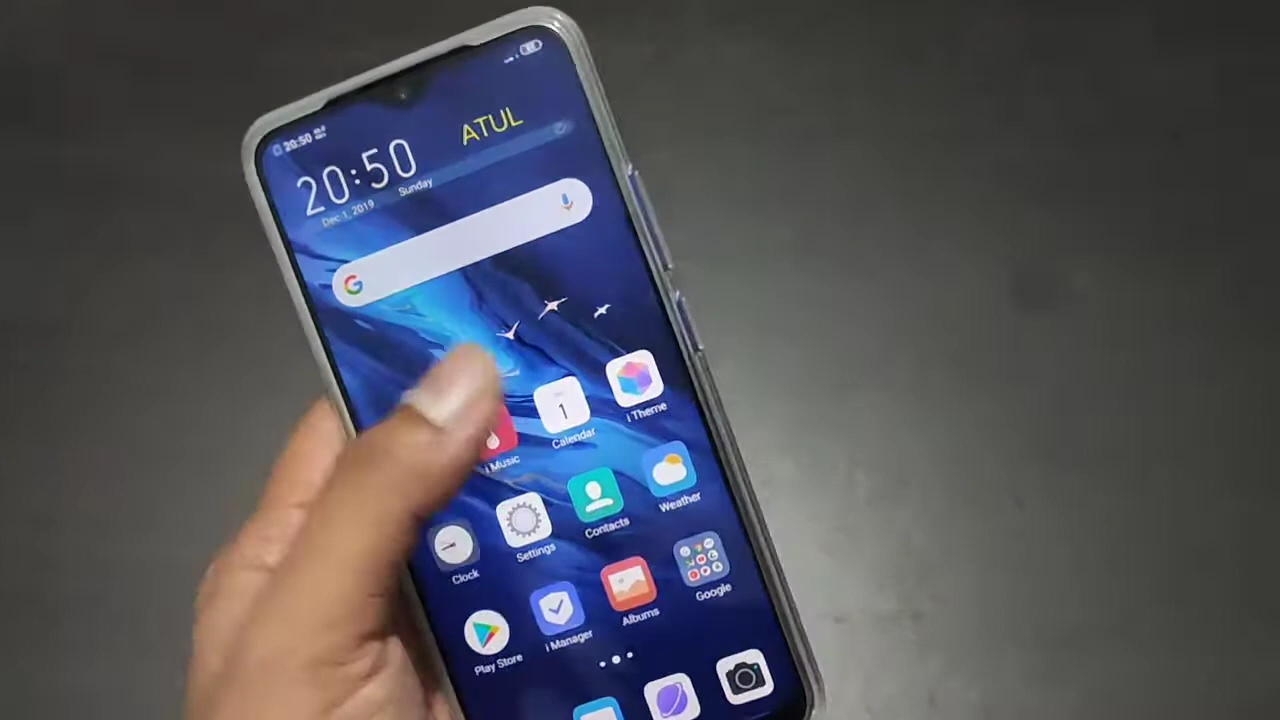 20:50
ATUL
20:50
Dec 1, 2019 Sunday
i Music
1
Calendar
i Theme
Clock
Settings
Contacts
Weather
Play Store
i Manager
Albums
Google